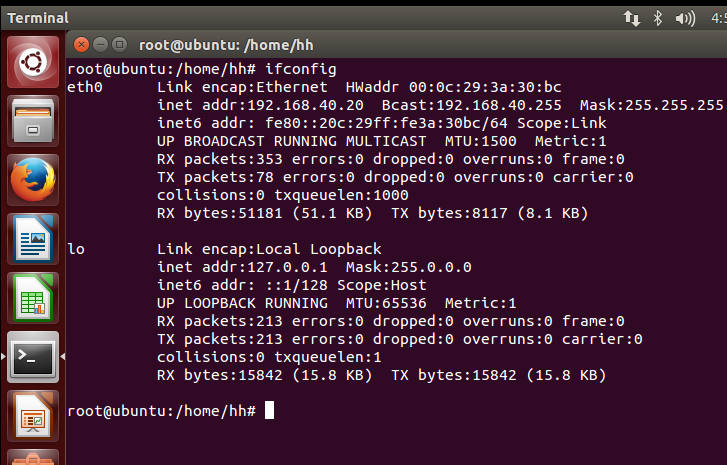 Terminal
4:5
root@ubuntu: /home/hh
root@ubuntu:/home/hh# ifconfig
eth0      Link encap:Ethernet  HWaddr 00:0c:29:3a:30:bc
          inet addr:192.168.40.20  Bcast:192.168.40.255  Mask:255.255.255
          inet6 addr: fe80::20c:29ff:fe3a:30bc/64 Scope:Link
          UP BROADCAST RUNNING MULTICAST  MTU:1500  Metric:1
          RX packets:353 errors:0 dropped:0 overruns:0 frame:0
          TX packets:78 errors:0 dropped:0 overruns:0 carrier:0
          collisions:0 txqueuelen:1000
          RX bytes:51181 (51.1 KB)  TX bytes:8117 (8.1 KB)
lo        Link encap:Local Loopback
          inet addr:127.0.0.1  Mask:255.0.0.0
          inet6 addr: ::1/128 Scope:Host
          UP LOOPBACK RUNNING  MTU:65536  Metric:1
          RX packets:213 errors:0 dropped:0 overruns:0 frame:0
          TX packets:213 errors:0 dropped:0 overruns:0 carrier:0
          collisions:0 txqueuelen:1
          RX bytes:15842 (15.8 KB)  TX bytes:15842 (15.8 KB)
root@ubuntu:/home/hh#